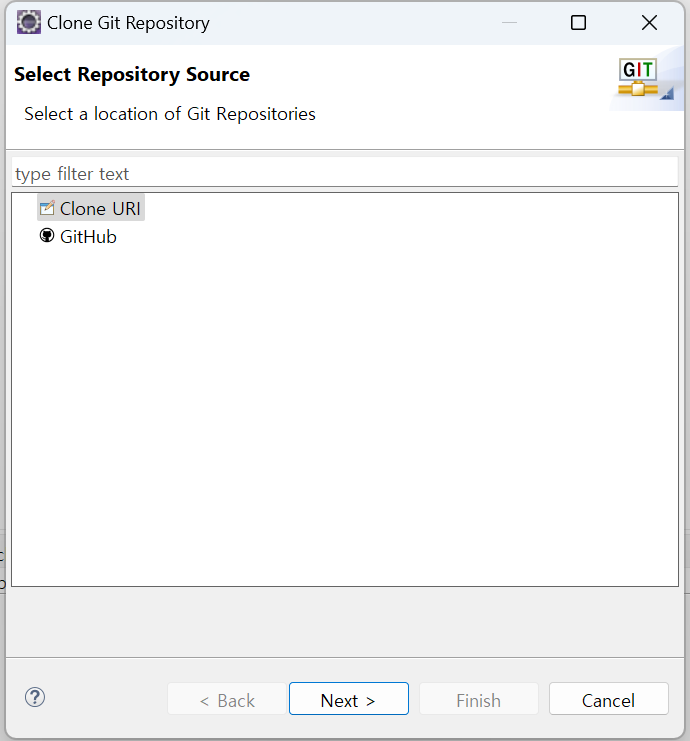 Clone Git Repository
Select Repository Source
GIT
Select a location of Git Repositories
type filter text
Clone URI
GitHub
?
< Back
Next >
Finish
Cancel